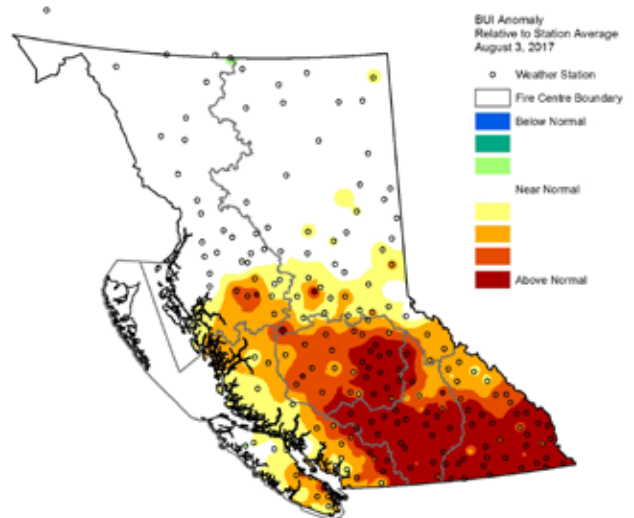 BUI Anomaly
Relative to Station Average
August 3, 2017
Weather Station
Fire Centre Boundary
Below Normal
Near Normal
Above Normal